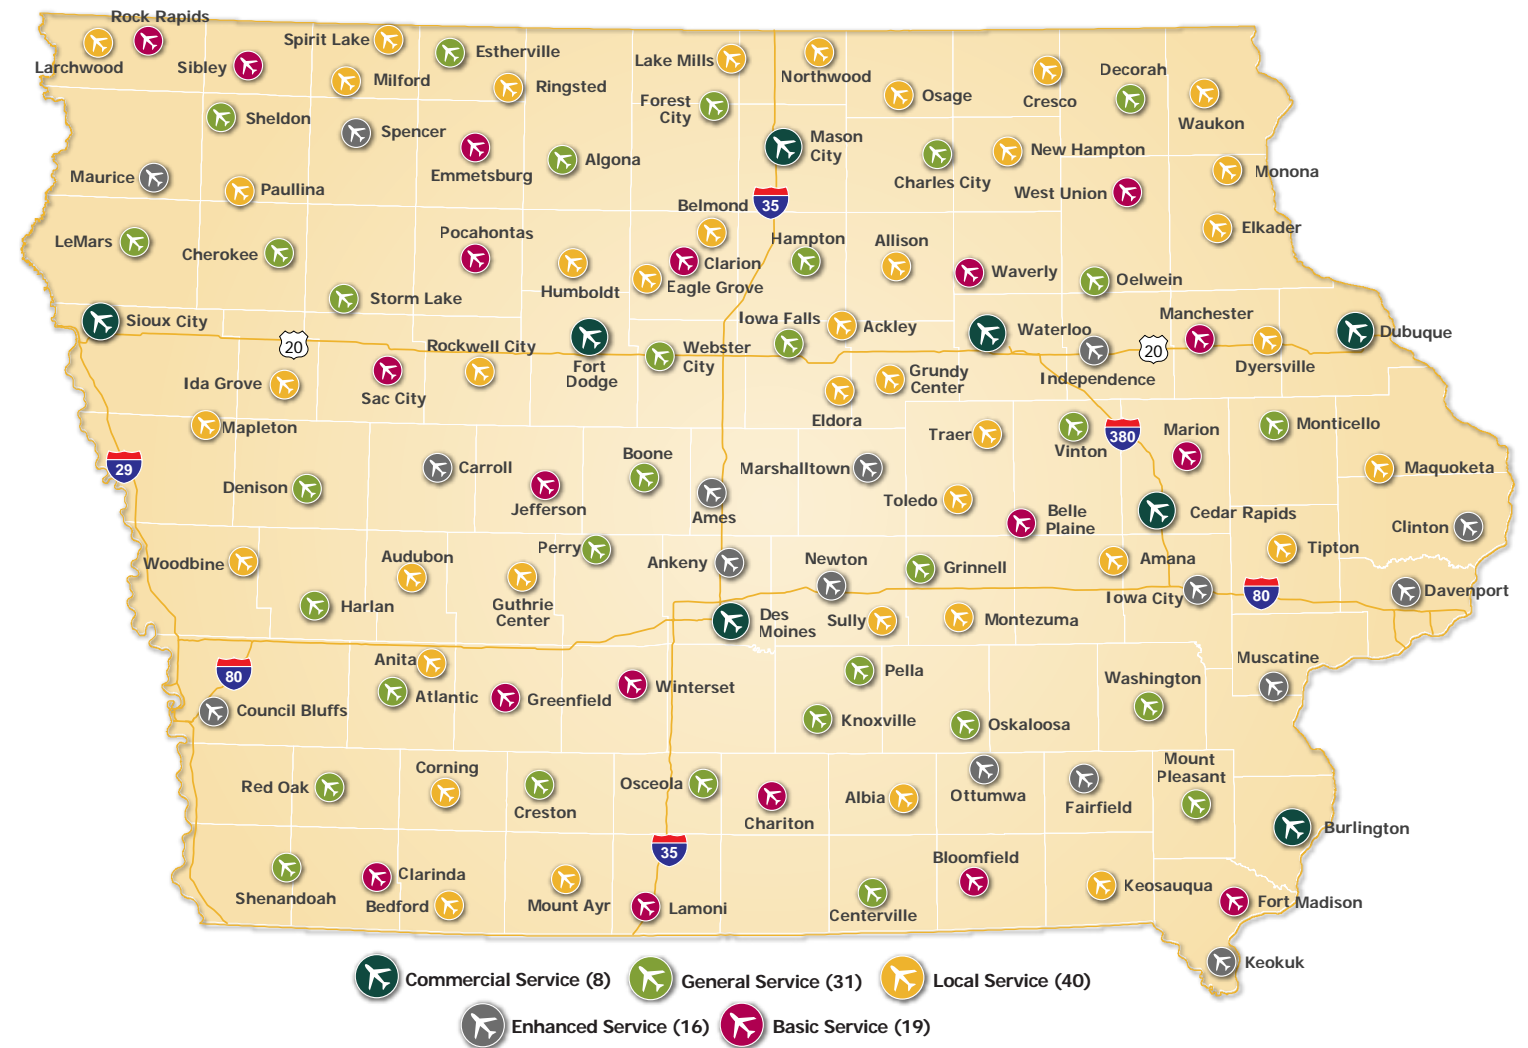 Rock Rapids
Larchwood
Sibley
Spirit Lake
Milford
Estherville
Ringsted
Lake Mills
Northwood
Forest
City
Osage
Cresco
Decorah
Waukon
Sheldon
Spencer
Emmetsburg
Algona
Mason
City
Charles City
New Hampton
West Union
Monona
Maurice
Paullina
Belmond
35
Elkader
LeMars
Cherokee
Pocahontas
Humboldt
Clarion
Eagle Grove
Hampton
Allison
Waverly
Oelwein
Storm Lake
Sioux City
20
Rockwell City
Fort
Dodge
Webster
City
Iowa Falls
Ackley
Waterloo
Independence
20
Manchester
Dyersville
Dubuque
Ida Grove
Sac City
Eldora
Grundy
Center
Mapleton
29
Denison
Carroll
Jefferson
Boone
Ames
Marshalltown
Traer
Toledo
Vinton
380
Marion
Monticello
Maquoketa
Belle
Plaine
Cedar Rapids
Clinton
Woodbine
Audubon
Perry
Ankeny
Newton
Grinnell
Amana
Tipton
Harlan
Guthrie
Center
Des
Moines
Sully
Montezuma
Iowa City
80
Davenport
80
Anita
Atlantic
Greenfield
Winterset
Pella
Knoxville
Oskaloosa
Washington
Muscatine
Council Bluffs
Red Oak
Corning
Creston
Osceola
Chariton
Albia
Ottumwa
Fairfield
Mount
Pleasant
Burlington
35
Shenandoah
Clarinda
Bedford
Mount Ayr
Lamoni
Centerville
Bloomfield
Keosauqua
Fort Madison
Keokuk
Commercial Service (8)
General Service (31)
Local Service (40)
Enhanced Service (16)
Basic Service (19)